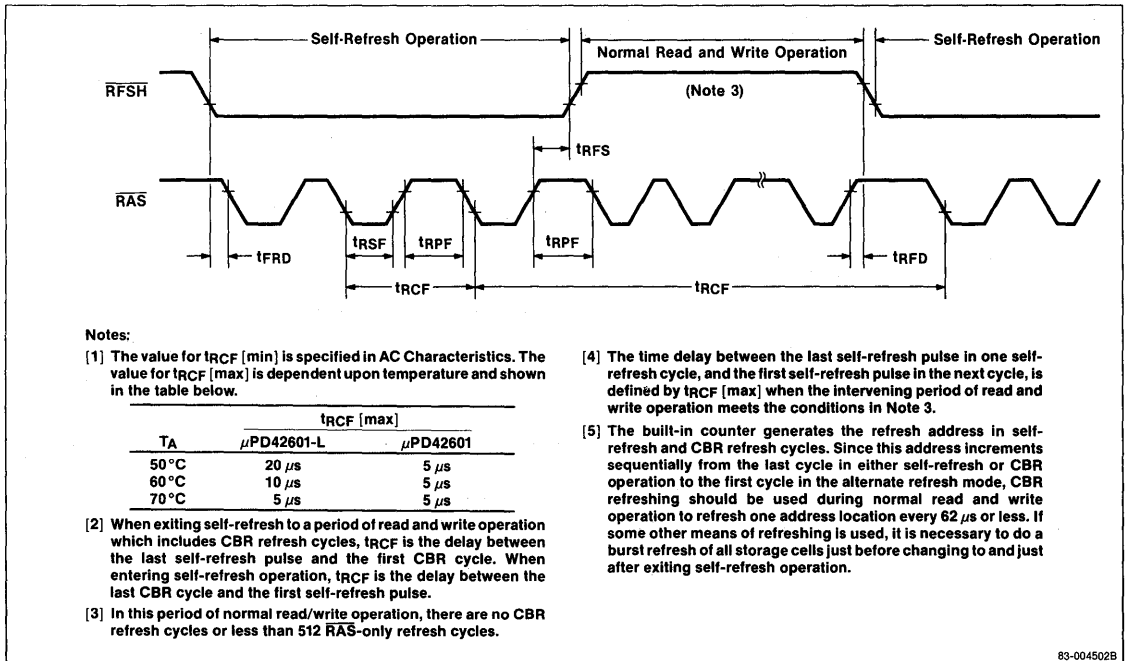 Self-Refresh Operation
Normal Read and Write Operation
Self-Refresh Operation
RFSH
(Note 3)
tRFS
RAS
tFRD
tRSF
tRPF
tRPF
tRFD
tRCF
tRCF
Notes:
[1] The value for tRCF [min] is specified in AC Characteristics. The
value for tRCF [max] is dependent upon temperature and shown
in the table below.
tRCF [max]
TA μPD42601-L μPD42601
50°C 20 μs 5 μs
60°C 10 μs 5 μs
70°C 5 μs 5 μs
[2] When exiting self-refresh to a period of read and write operation
which includes CBR refresh cycles, tRCF is the delay between
the last self-refresh pulse and the first CBR cycle. When
entering self-refresh operation, tRCF is the delay between the
last CBR cycle and the first self-refresh pulse.
[3] In this period of normal read/write operation, there are no CBR
refresh cycles or less than 512 RAS-only refresh cycles.
[4] The time delay between the last self-refresh pulse in one self-
refresh cycle, and the first self-refresh pulse in the next cycle, is
defined by tRCF [max] when the intervening period of read and
write operation meets the conditions in Note 3.
[5] The built-in counter generates the refresh address in self-
refresh and CBR refresh cycles. Since this address increments
sequentially from the last cycle in either self-refresh or CBR
operation to the first cycle in the alternate refresh mode, CBR
refreshing should be used during normal read and write
operation to refresh one address location every 62 μs or less. If
some other means of refreshing is used, it is necessary to do a
burst refresh of all storage cells just before changing to and just
after exiting self-refresh operation.
83-004502B